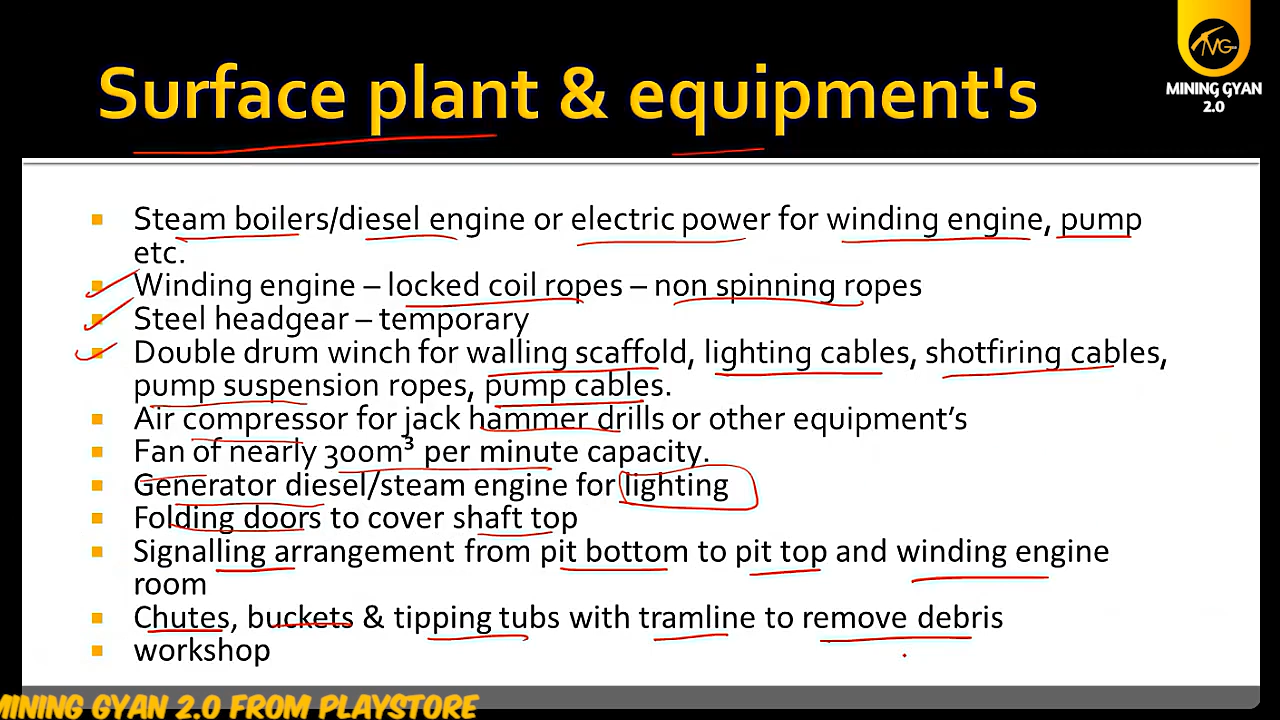 Surface plant & equipment's
MINING GYAN
2.0
Steam boilers/diesel engine or electric power for winding engine, pump
etc.
Winding engine – locked coil ropes – non spinning ropes
Steel headgear – temporary
Double drum winch for walling scaffold, lighting cables, shotfiring cables,
pump suspension ropes, pump cables.
Air compressor for jack hammer drills or other equipment's
Fan of nearly 300m³ per minute capacity.
Generator diesel/steam engine for lighting
Folding doors to cover shaft top
Signalling arrangement from pit bottom to pit top and winding engine
room
Chutes, buckets & tipping tubs with tramline to remove debris
workshop
MINING GYAN 2.0 FROM PLAYSTORE